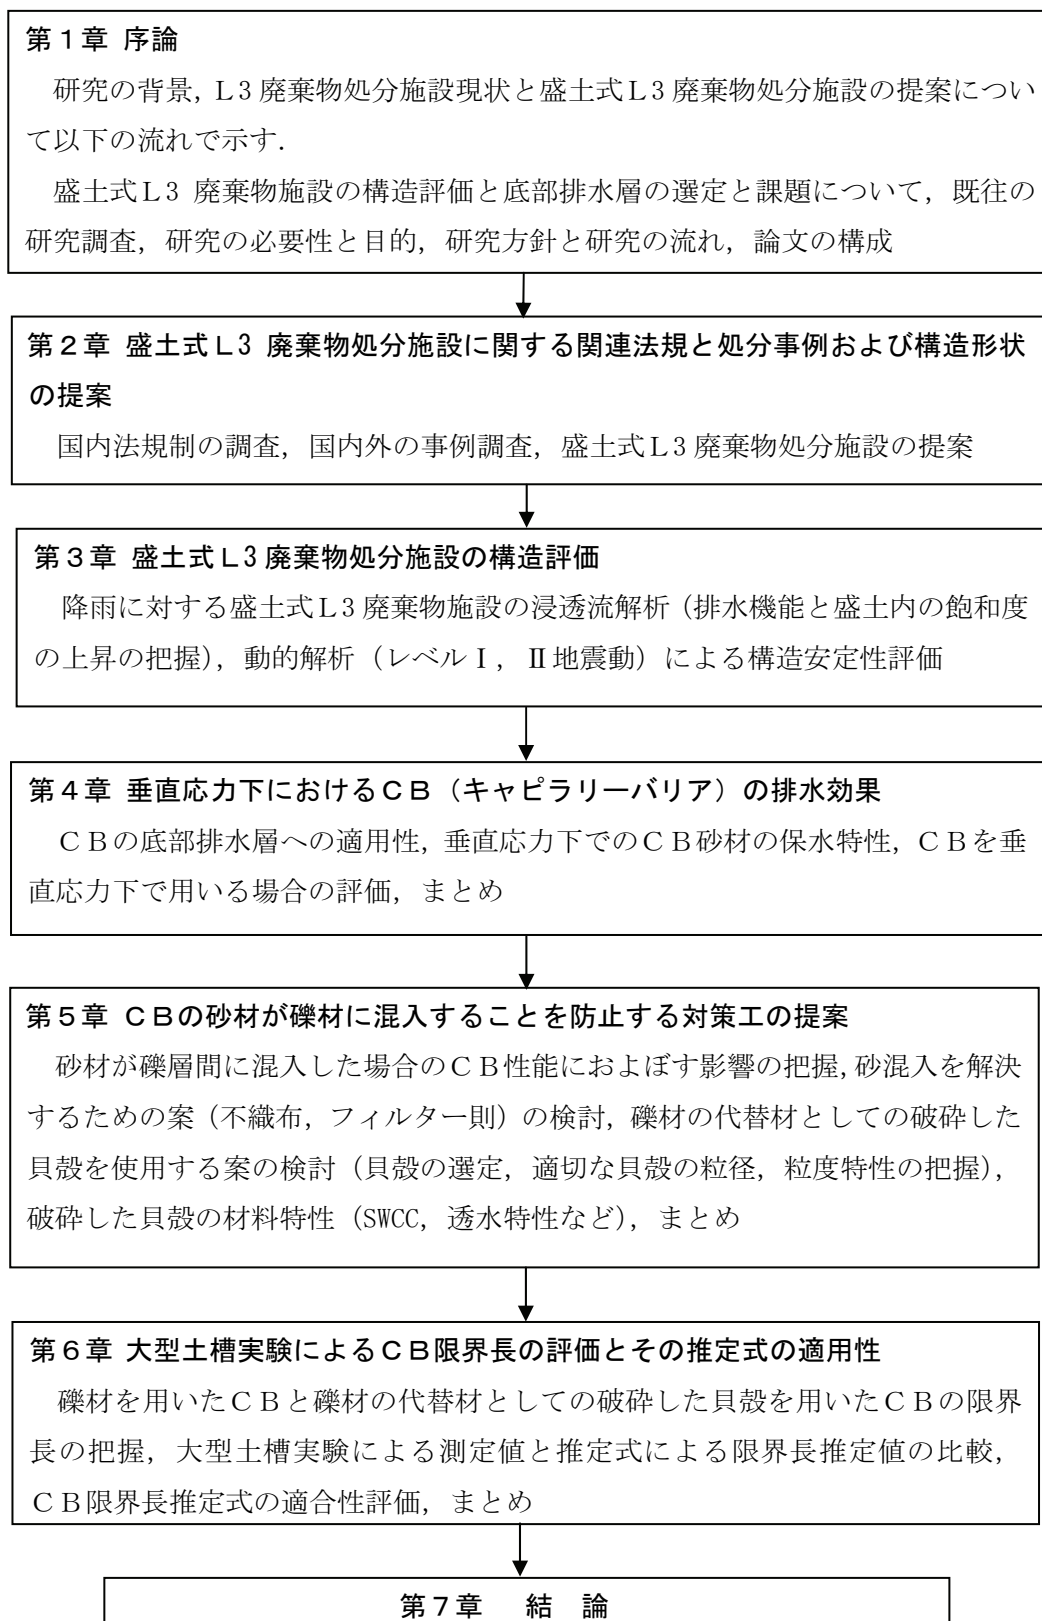 第１章 序論
研究の背景，Ｌ3 廃棄物処分施設現状と盛土式Ｌ3 廃棄物処分施設の提案につい
て以下の流れで示す．
盛土式Ｌ3 廃棄物施設の構造評価と底部排水層の選定と課題について，既往の
研究調査，研究の必要性と目的，研究方針と研究の流れ，論文の構成
第２章 盛土式Ｌ3 廃棄物処分施設に関する関連法規と処分事例および構造形状
の提案
国内法規制の調査，国内外の事例調査，盛土式Ｌ3 廃棄物処分施設の提案
第３章 盛土式Ｌ3 廃棄物処分施設の構造評価
降雨に対する盛土式Ｌ3 廃棄物施設の浸透流解析（排水機能と盛土内の飽和度
の上昇の把握），動的解析（レベルⅠ，Ⅱ地震動）による構造安定性評価
第４章 垂直応力下におけるＣＢ（キャピラリーバリア）の排水効果
ＣＢの底部排水層への適用性，垂直応力下でのＣＢ砂材の保水特性，ＣＢを垂
直応力下で用いる場合の評価，まとめ
第５章 ＣＢの砂材が礫材に混入することを防止する対策工の提案
砂材が礫層間に混入した場合のＣＢ性能におよぼす影響の把握，砂混入を解決
するための案（不織布，フィルター則）の検討，礫材の代替材としての破砕した
貝殻を使用する案の検討（貝殻の選定，適切な貝殻の粒径，粒度特性の把握），
破砕した貝殻の材料特性（SWCC，透水特性など），まとめ
第６章 大型土槽実験によるＣＢ限界長の評価とその推定式の適用性
礫材を用いたＣＢと礫材の代替材としての破砕した貝殻を用いたＣＢの限界
長の把握，大型土槽実験による測定値と推定式による限界長推定値の比較，
ＣＢ限界長推定式の適合性評価，まとめ
第７章　結　論